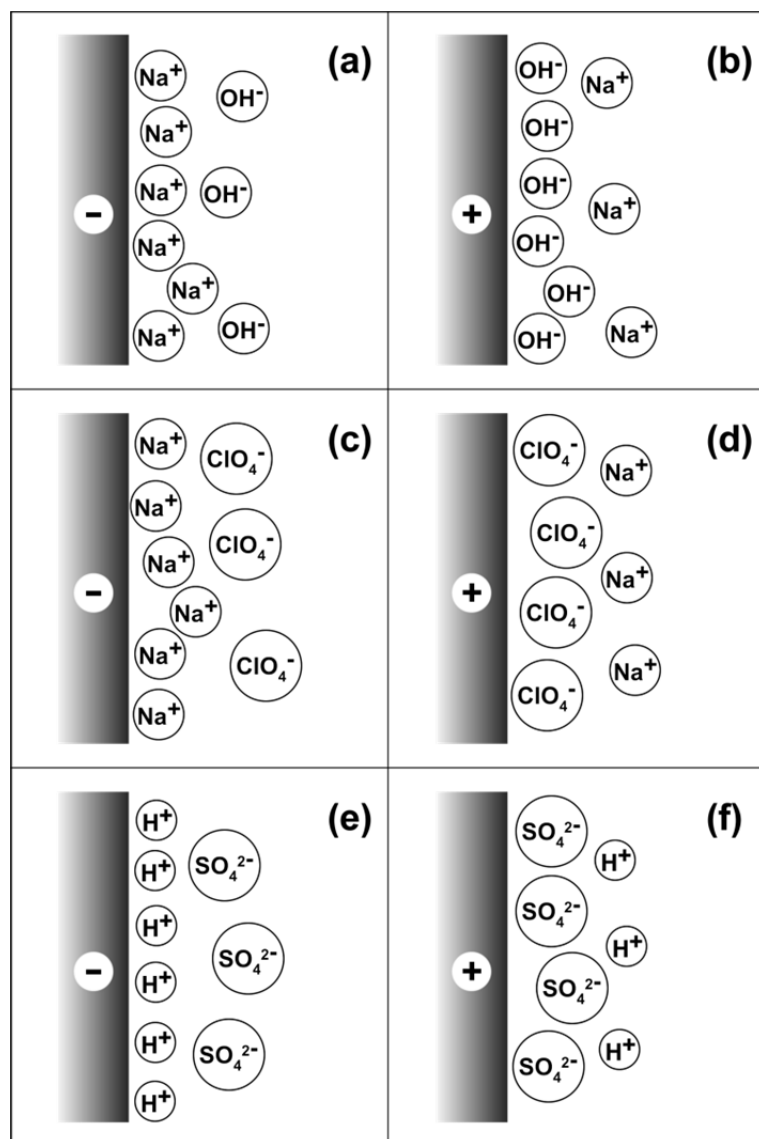 (a)
Na⁺
OH⁻
Na⁺
Na⁺
OH⁻
−
Na⁺
Na⁺
Na⁺
OH⁻
(b)
OH⁻
Na⁺
OH⁻
OH⁻
+
Na⁺
OH⁻
OH⁻
OH⁻
Na⁺
(c)
Na⁺
ClO₄⁻
Na⁺
ClO₄⁻
Na⁺
−
Na⁺
Na⁺
ClO₄⁻
Na⁺
(d)
ClO₄⁻
Na⁺
ClO₄⁻
Na⁺
+
ClO₄⁻
Na⁺
ClO₄⁻
(e)
H⁺
H⁺
SO₄²⁻
H⁺
SO₄²⁻
−
H⁺
H⁺
SO₄²⁻
H⁺
(f)
SO₄²⁻
H⁺
SO₄²⁻
H⁺
+
SO₄²⁻
H⁺
SO₄²⁻